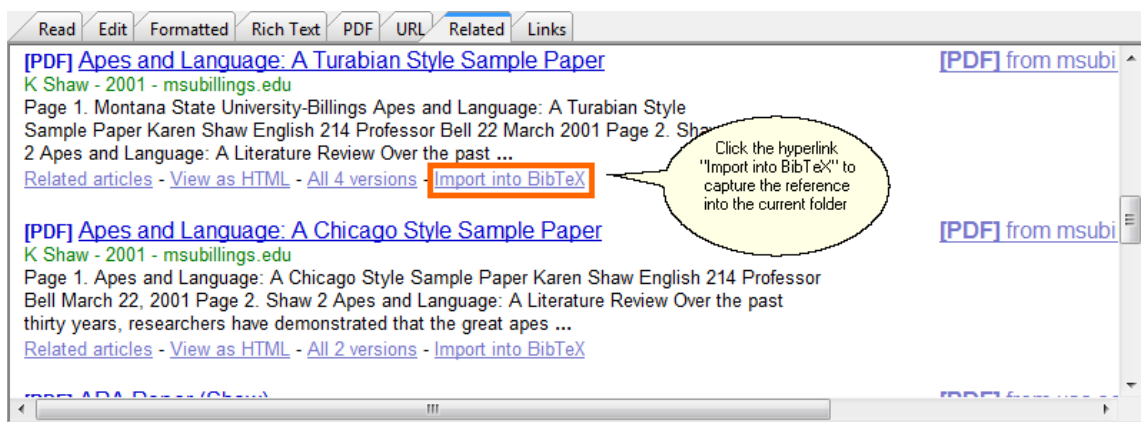 Read Edit Formatted Rich Text PDF URL Related Links
[PDF] Apes and Language: A Turabian Style Sample Paper [PDF] from msubi
K Shaw - 2001 - msubillings.edu
Page 1. Montana State University-Billings Apes and Language: A Turabian Style
Sample Paper Karen Shaw English 214 Professor Bell 22 March 2001 Page 2. Sha
2 Apes and Language: A Literature Review Over the past ...
Related articles - View as HTML - All 4 versions - Import into BibTeX
Click the hyperlink
"Import into BibTeX" to
capture the reference
into the current folder
[PDF] Apes and Language: A Chicago Style Sample Paper [PDF] from msubi
K Shaw - 2001 - msubillings.edu
Page 1. Apes and Language: A Chicago Style Sample Paper Karen Shaw English 214 Professor
Bell March 22, 2001 Page 2. Shaw 2 Apes and Language: A Literature Review Over the past
thirty years, researchers have demonstrated that the great apes ...
Related articles - View as HTML - All 2 versions - Import into BibTeX
[PDF] APA Paper (Shaw)